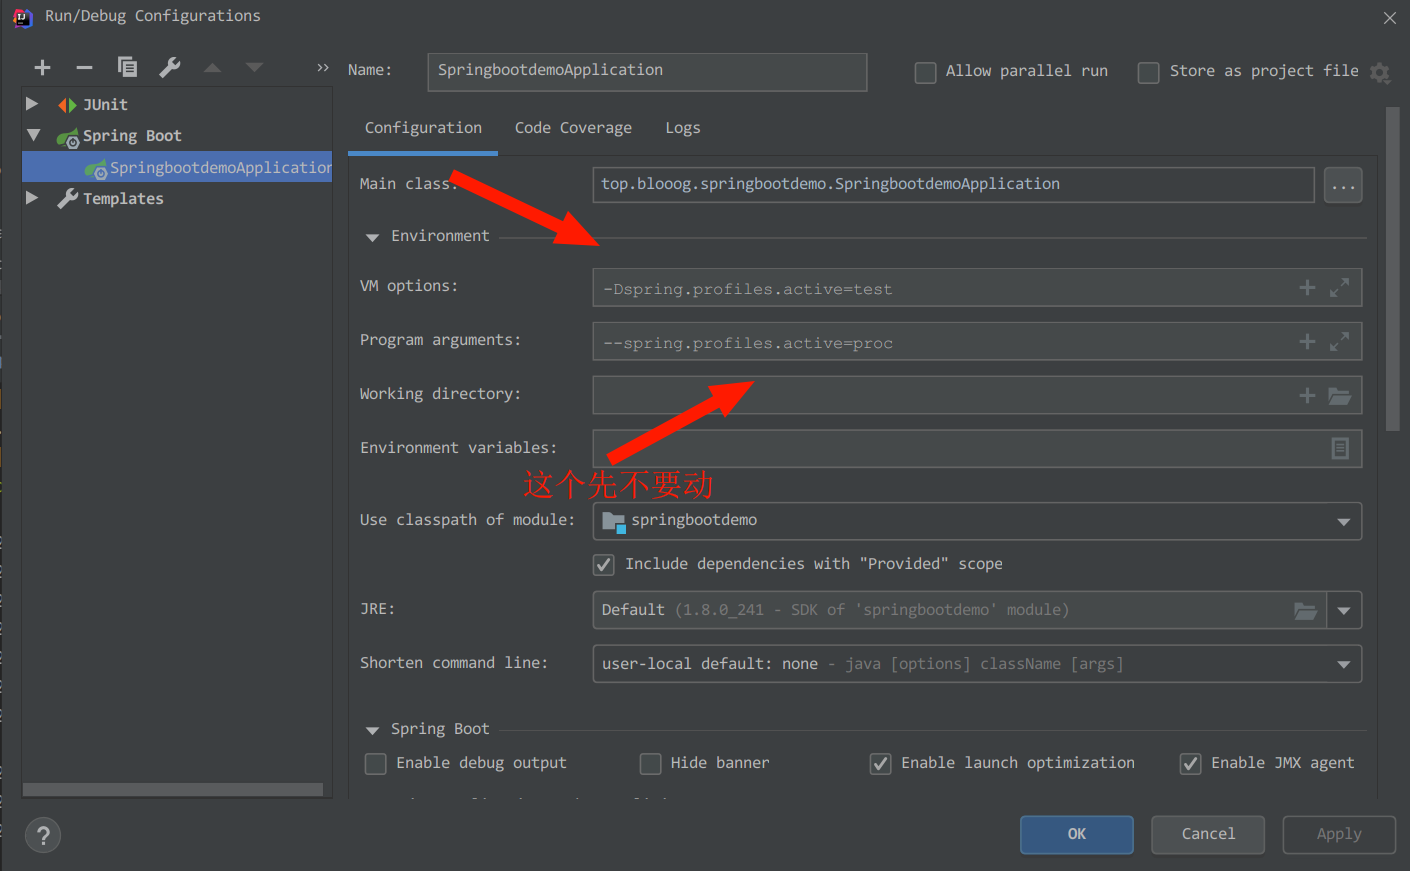 Run/Debug Configurations
Name: SpringbootdemoApplication
Allow parallel run
Store as project file
JUnit
Spring Boot
SpringbootdemoApplication
Templates
Configuration
Code Coverage
Logs
Main class: top.blooog.springbootdemo.SpringbootdemoApplication
...
Environment
VM options: -Dspring.profiles.active=test
Program arguments: --spring.profiles.active=proc
Working directory:
Environment variables:
这个先不要动
Use classpath of module: springbootdemo
Include dependencies with "Provided" scope
JRE: Default (1.8.0_241 - SDK of 'springbootdemo' module)
Shorten command line: user-local default: none - java [options] className [args]
Spring Boot
Enable debug output
Hide banner
Enable launch optimization
Enable JMX agent
?
OK
Cancel
Apply